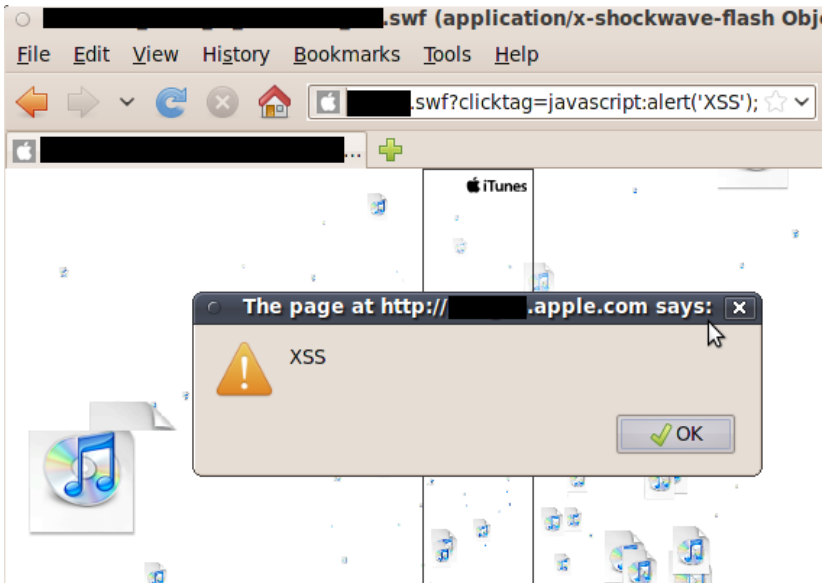 .swf (application/x-shockwave-flash Obj
File Edit View History Bookmarks Tools Help
.swf?clicktag=javascript:alert('XSS');
...
iTunes
The page at http:// .apple.com says:
XSS
OK